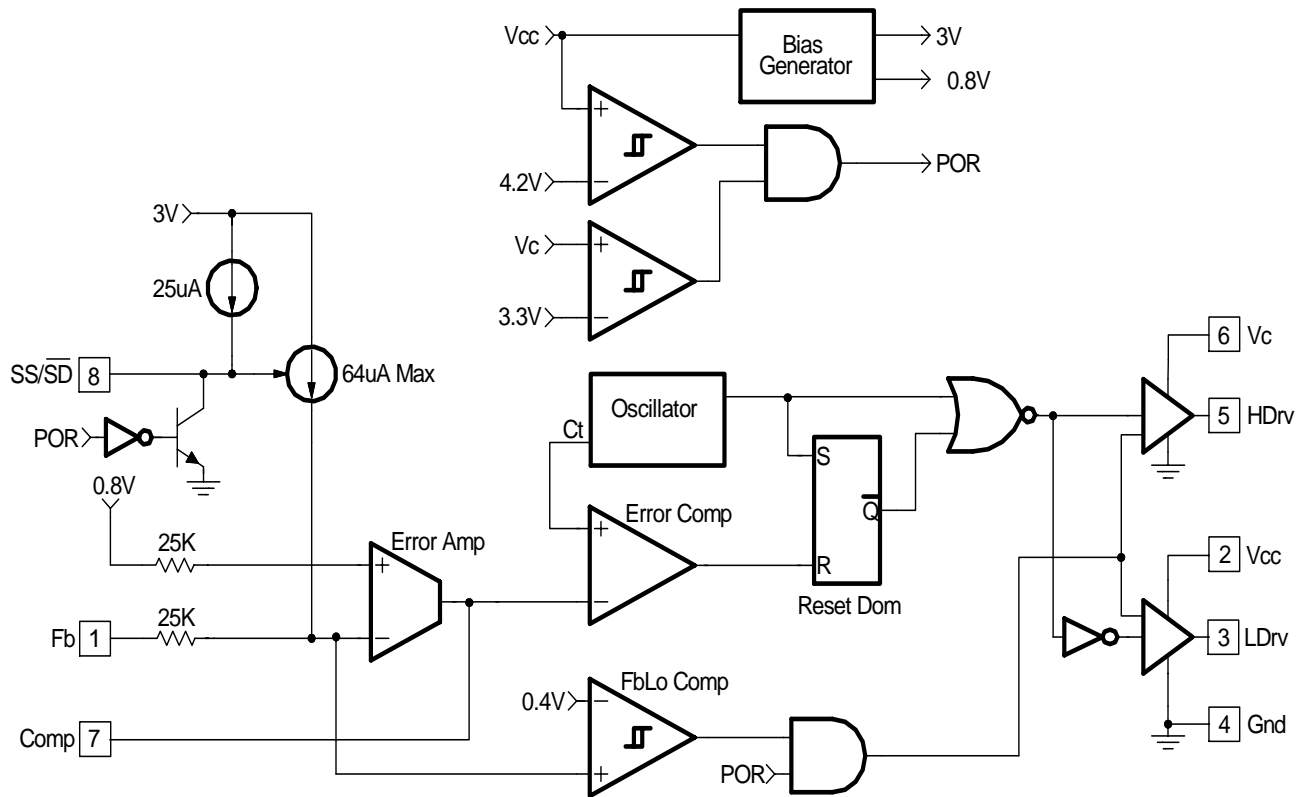 Vcc
Bias
Generator
3V
0.8V
+
4.2V
−
POR
3V
Vc
+
25uA
3.3V
−
SS/S̅D̅
8
64uA Max
6
Vc
Oscillator
Ct
5
HDrv
POR
S
0.8V
Q̅
Error Comp
+
25K
Error Amp
+
R
2
Vcc
−
Reset Dom
25K
Fb
1
−
3
LDrv
FbLo Comp
0.4V
−
4
Gnd
Comp
7
+
POR